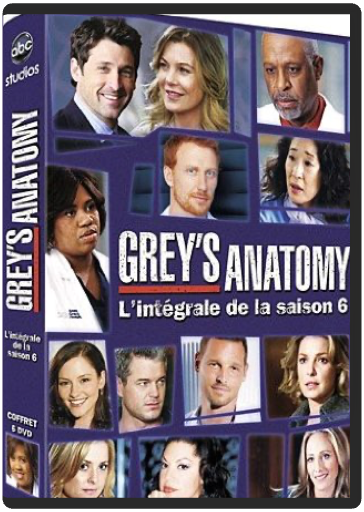 abc
studios
GREY'S ANATOMY
L'intégrale
de la
saison 6
COFFRET
6 DVD
GREY'S ANATOMY
L'intégrale de la saison 6